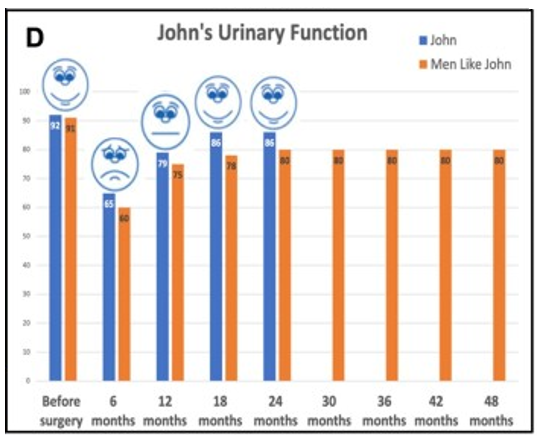 D
John's Urinary Function
John
Men Like John
100
90
80
70
60
50
40
30
20
10
0
92
91
65
60
79
75
86
78
86
80
80
80
80
80
Before surgery
6 months
12 months
18 months
24 months
30 months
36 months
42 months
48 months